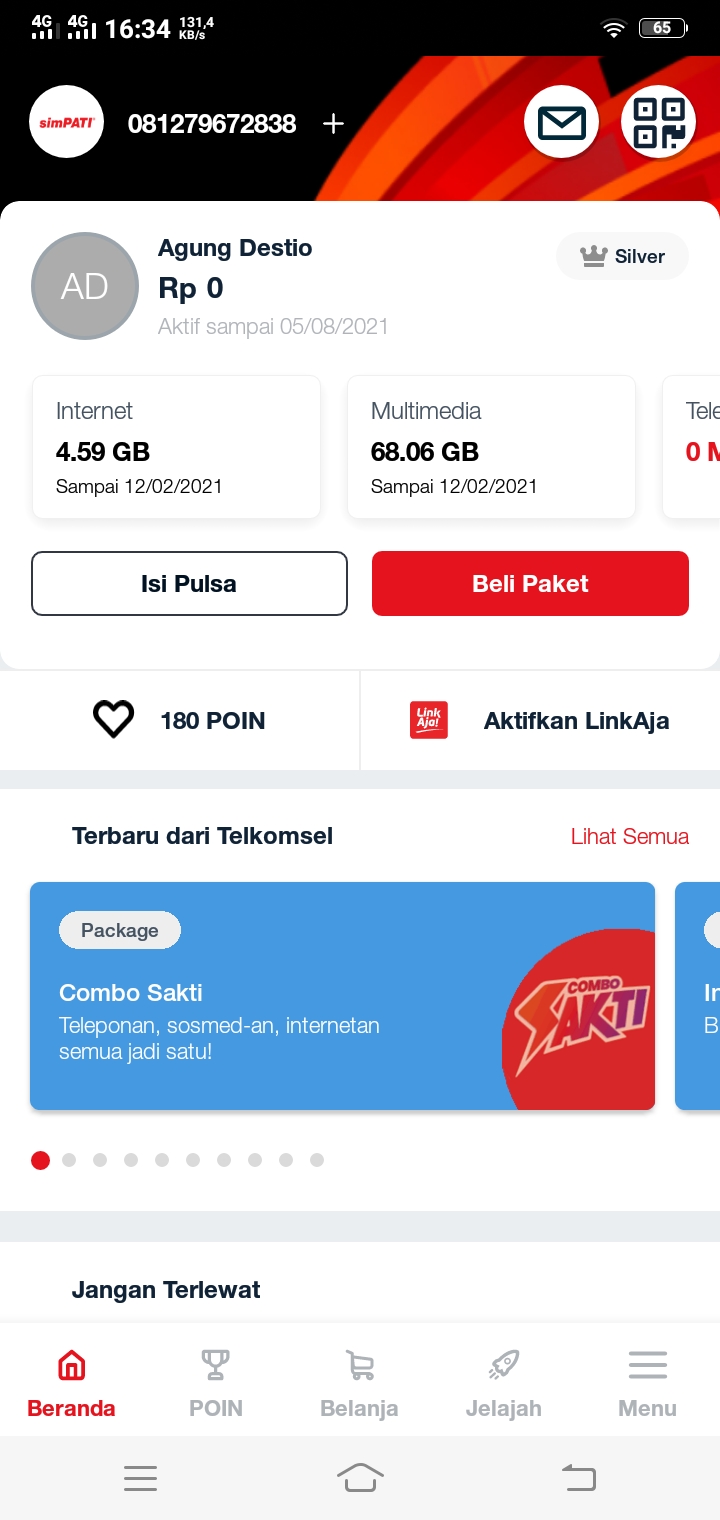 4G 4G 16:34 131,4
KB/s
65
simPATI
081279672838 +
Agung Destio
AD
Silver
Rp 0
Aktif sampai 05/08/2021
Internet
4.59 GB
Sampai 12/02/2021
Multimedia
68.06 GB
Sampai 12/02/2021
Tele
0 M
Isi Pulsa
Beli Paket
180 POIN
Link
Aja!
Aktifkan LinkAja
Terbaru dari Telkomsel
Lihat Semua
Package
Combo Sakti
Teleponan, sosmed-an, internetan
semua jadi satu!
COMBO
SAKTI
In
B
Jangan Terlewat
Beranda
POIN
Belanja
Jelajah
Menu